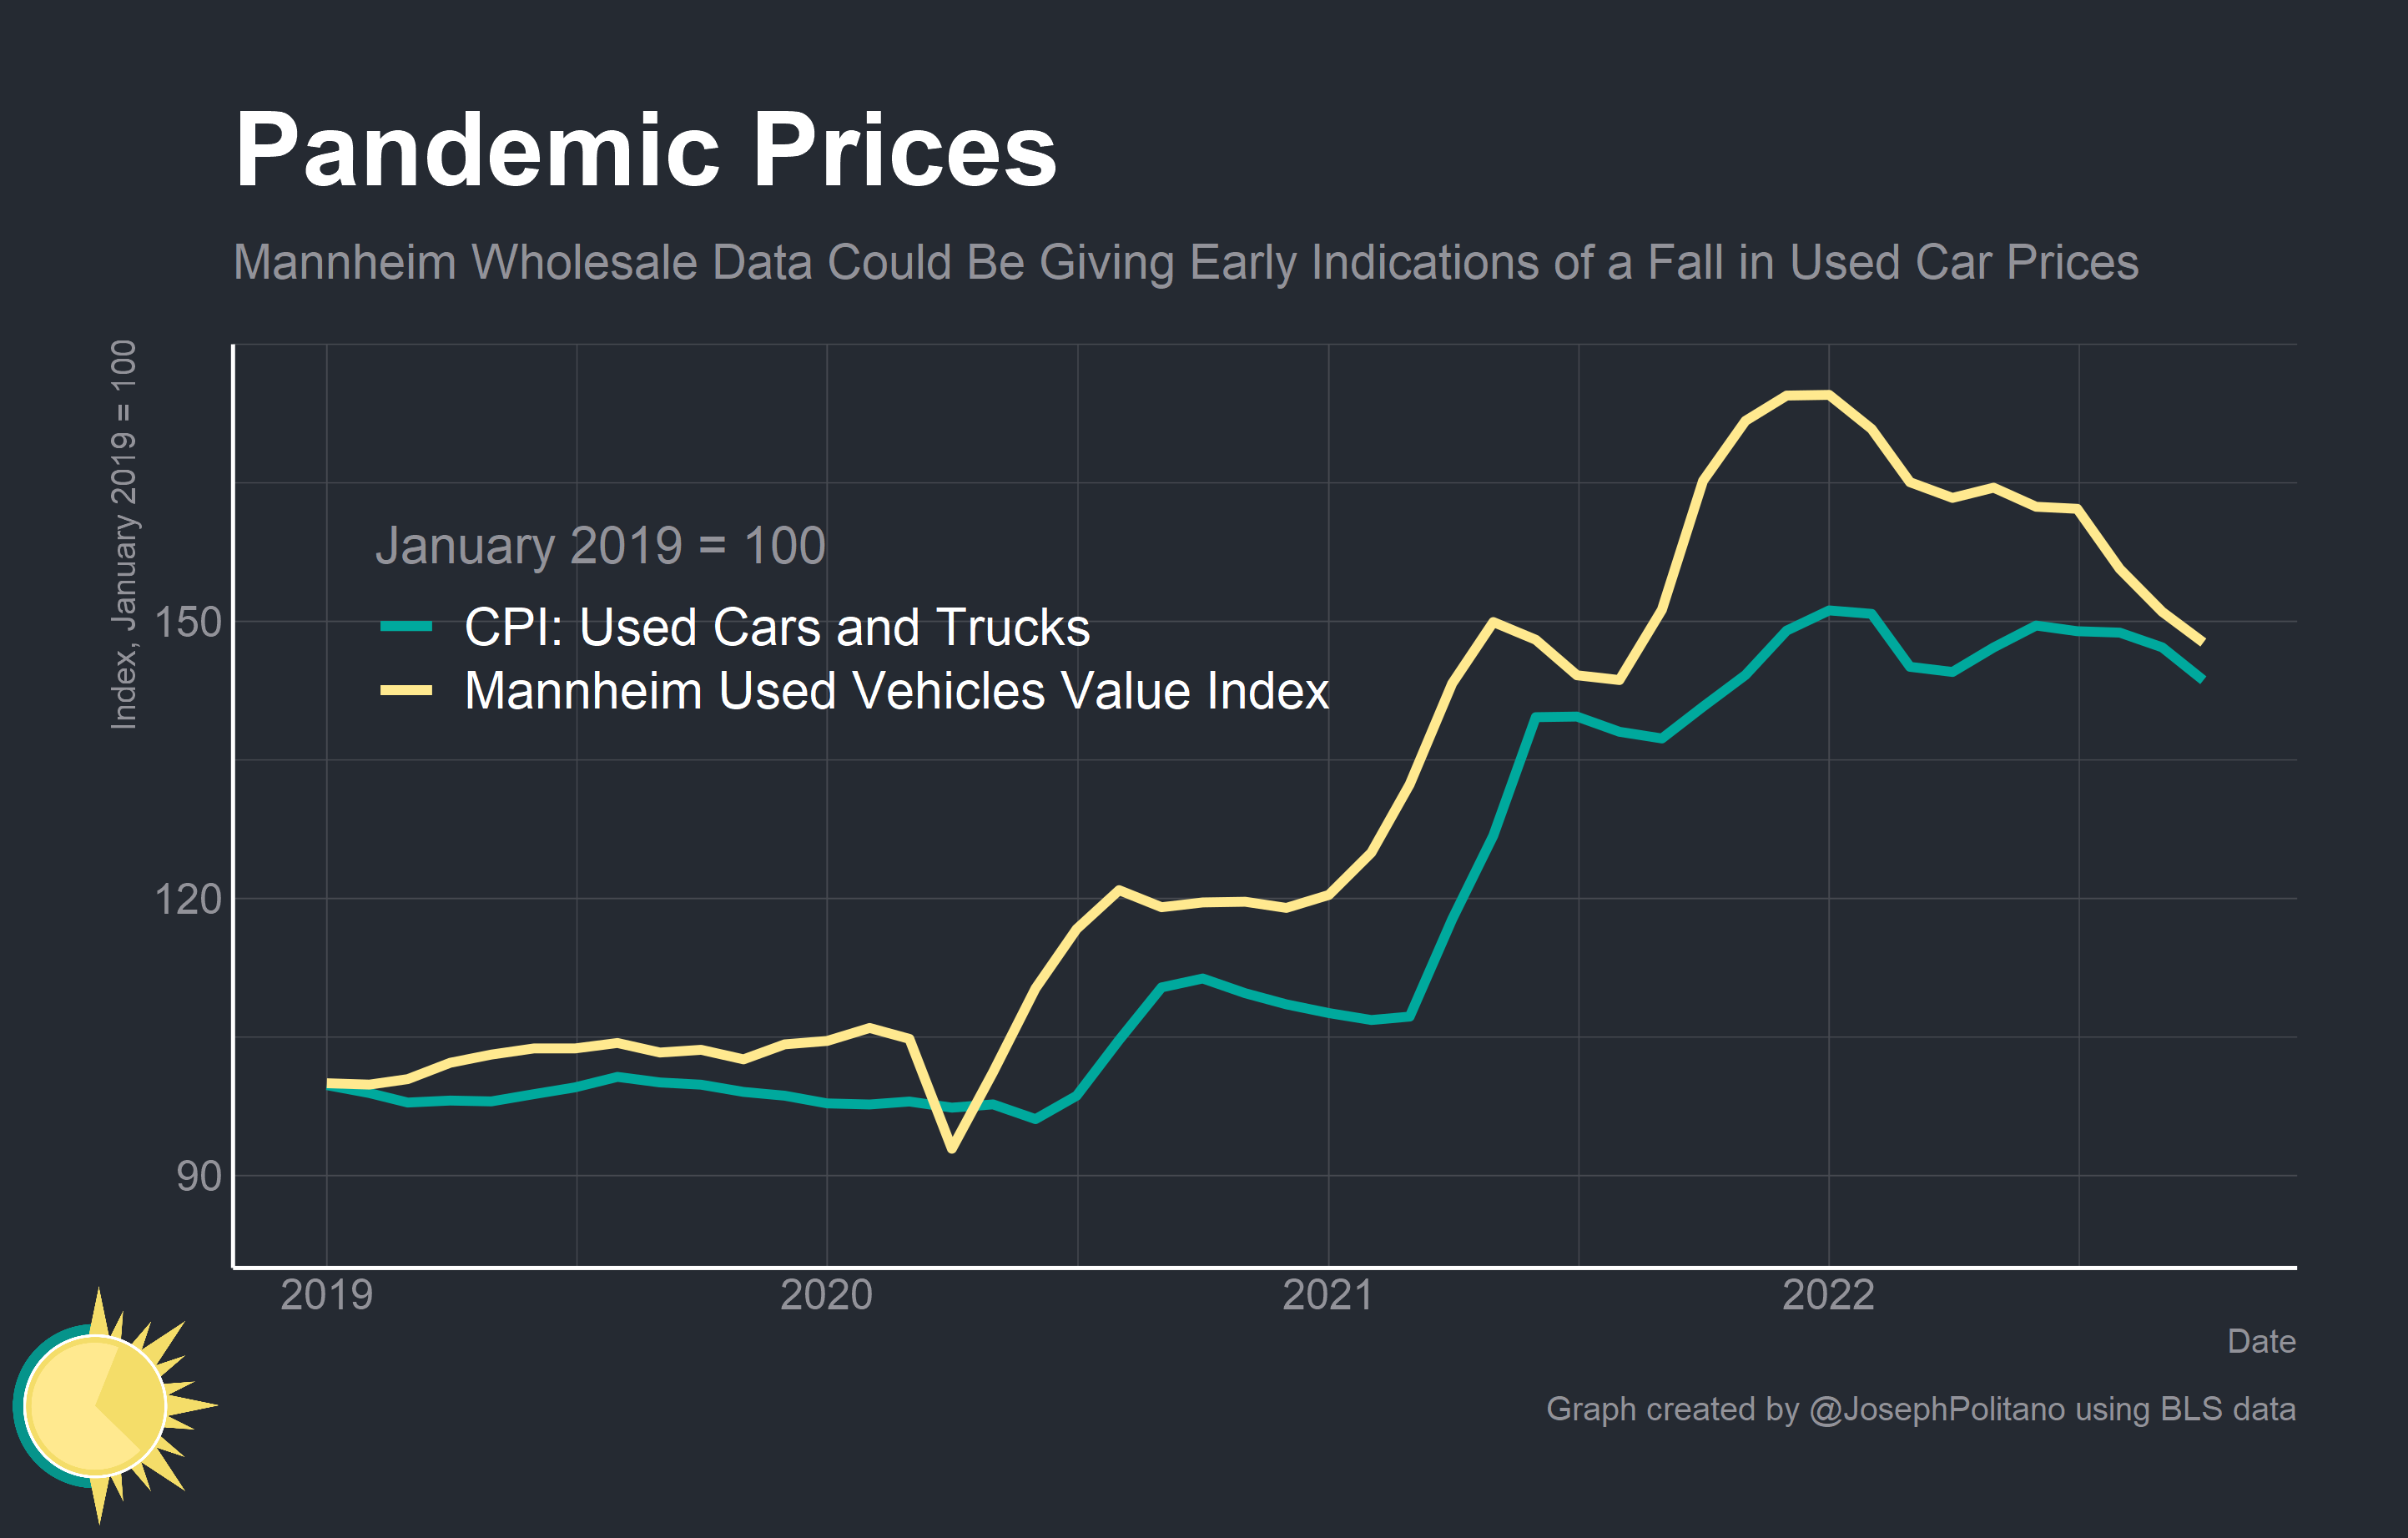 Pandemic Prices
Mannheim Wholesale Data Could Be Giving Early Indications of a Fall in Used Car Prices
Index, January 2019 = 100
January 2019 = 100
CPI: Used Cars and Trucks
Mannheim Used Vehicles Value Index
150
120
90
2019 2020 2021 2022
Date
Graph created by @JosephPolitano using BLS data